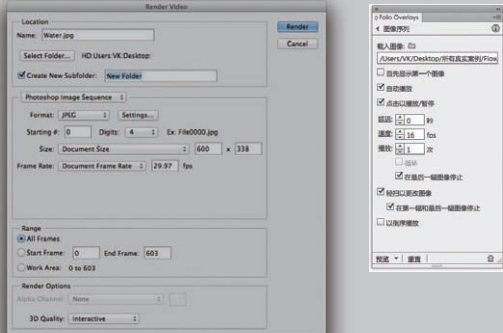 Render Video
Location
Name: Water.jpg
Render
Select Folder... HD:Users:VK:Desktop:
Cancel
Create New Subfolder: New Folder
Photoshop Image Sequence
Format: JPEG Settings...
Starting #: 0 Digits: 4 Ex: File0000.jpg
Size: Document Size 600 x 338
Frame Rate: Document Frame Rate 29.97 fps
Range
All Frames
Start Frame: 0 End Frame: 603
Work Area: 0 to 603
Render Options
Alpha Channel: None
3D Quality: Interactive
Folio Overlays
图像序列
载入图像:
/Users/VK/Desktop/所有真实案例/Flow
首先显示第一个图像
自动播放
点击以播放/暂停
延迟: 0 秒
速度: 16 fps
播放: 1 次
循环
在最后一幅图像停止
轻扫以更改图像
在第一幅和最后一幅图像停止
以倒序播放
预览 重置